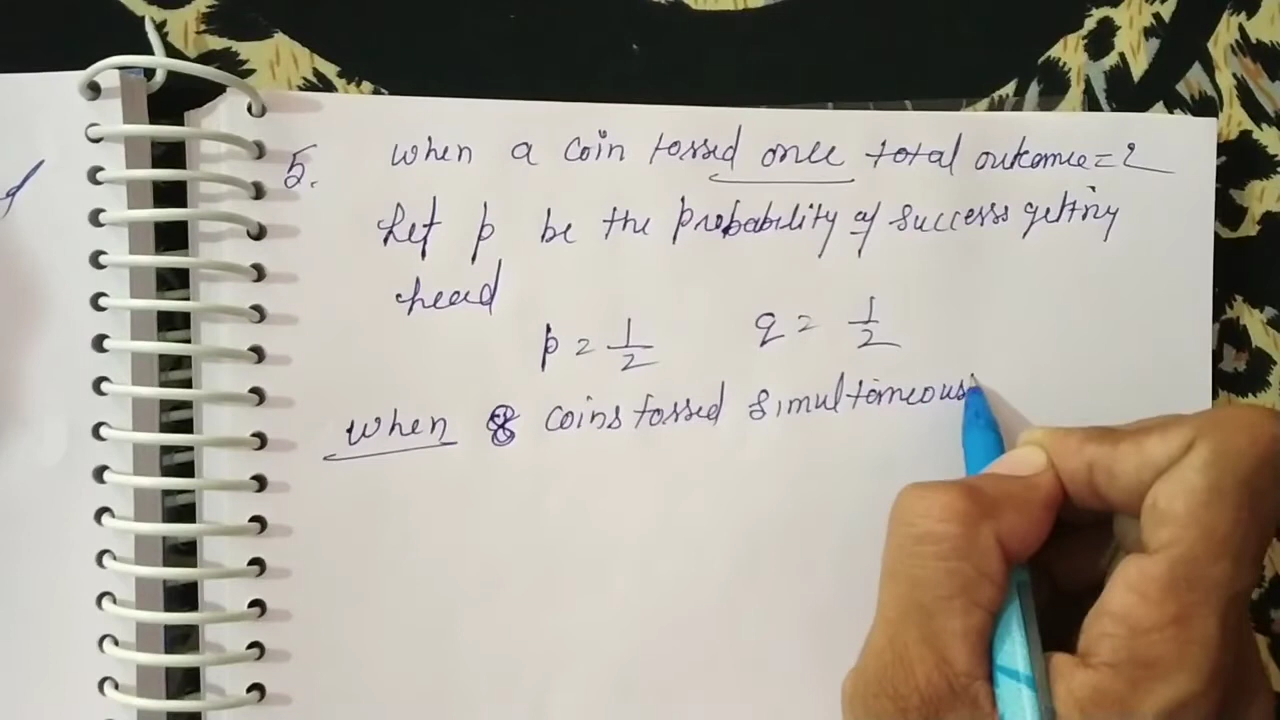 5. when a coin tossed once total outcome = 2
Let p be the probability of success getting
head
p = 1/2 q = 1/2
when 8 coins tossed simultaneous